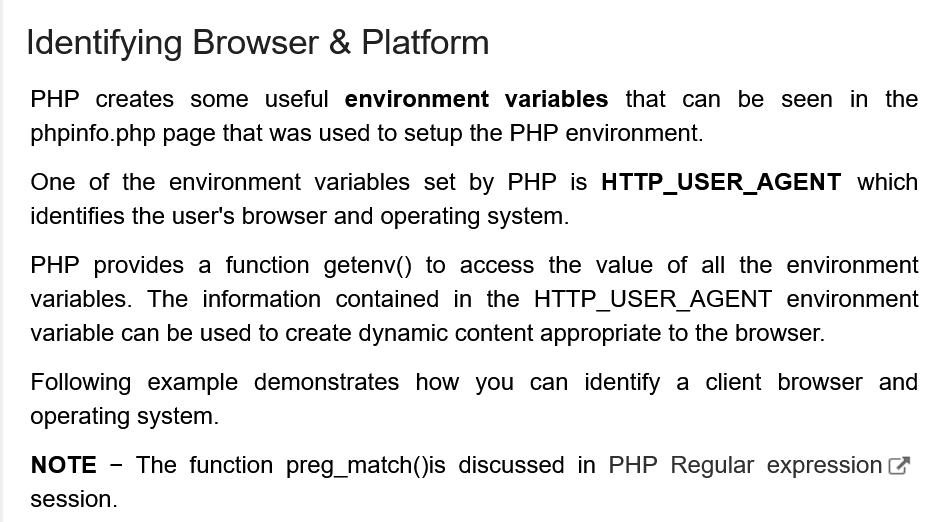 Identifying Browser & Platform
PHP creates some useful environment variables that can be seen in the
phpinfo.php page that was used to setup the PHP environment.
One of the environment variables set by PHP is HTTP_USER_AGENT which
identifies the user's browser and operating system.
PHP provides a function getenv() to access the value of all the environment
variables. The information contained in the HTTP_USER_AGENT environment
variable can be used to create dynamic content appropriate to the browser.
Following example demonstrates how you can identify a client browser and
operating system.
NOTE − The function preg_match()is discussed in PHP Regular expression
session.